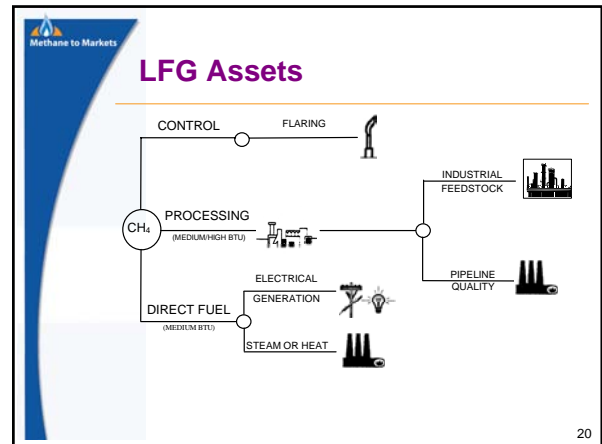 Methane to Markets
LFG Assets
CONTROL
FLARING
CH₄
PROCESSING
(MEDIUM/HIGH BTU)
INDUSTRIAL
FEEDSTOCK
PIPELINE
QUALITY
DIRECT FUEL
(MEDIUM BTU)
ELECTRICAL
GENERATION
STEAM OR HEAT
20